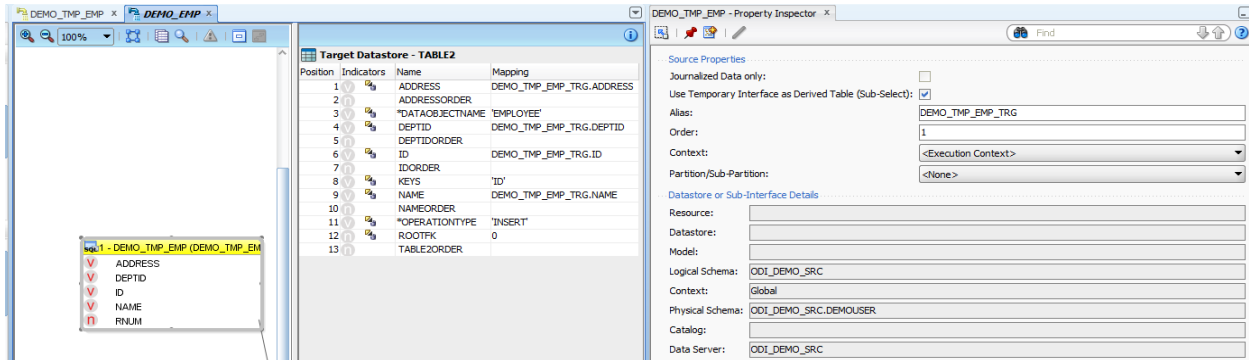 DEMO_TMP_EMP x DEMO_EMP x
100%
1 - DEMO_TMP_EMP (DEMO_TMP_EM
V ADDRESS
V DEPTID
V ID
V NAME
n RNUM
Target Datastore - TABLE2
Position Indicators Name Mapping
1 V ADDRESS DEMO_TMP_EMP_TRG.ADDRESS
2 n ADDRESSORDER
3 V *DATAOBJECTNAME 'EMPLOYEE'
4 V DEPTID DEMO_TMP_EMP_TRG.DEPTID
5 n DEPTIDORDER
6 V ID DEMO_TMP_EMP_TRG.ID
7 n IDORDER
8 V KEYS 'ID'
9 V NAME DEMO_TMP_EMP_TRG.NAME
10 n NAMEORDER
11 V *OPERATIONTYPE 'INSERT'
12 n ROOTFK 0
13 n TABLE2ORDER
DEMO_TMP_EMP - Property Inspector x
Find
Source Properties
Journalized Data only:
Use Temporary Interface as Derived Table (Sub-Select):
Alias: DEMO_TMP_EMP_TRG
Order: 1
Context: <Execution Context>
Partition/Sub-Partition: <None>
Datastore or Sub-Interface Details
Resource:
Datastore:
Model:
Logical Schema: ODI_DEMO_SRC
Context: Global
Physical Schema: ODI_DEMO_SRC.DEMOUSER
Catalog:
Data Server: ODI_DEMO_SRC